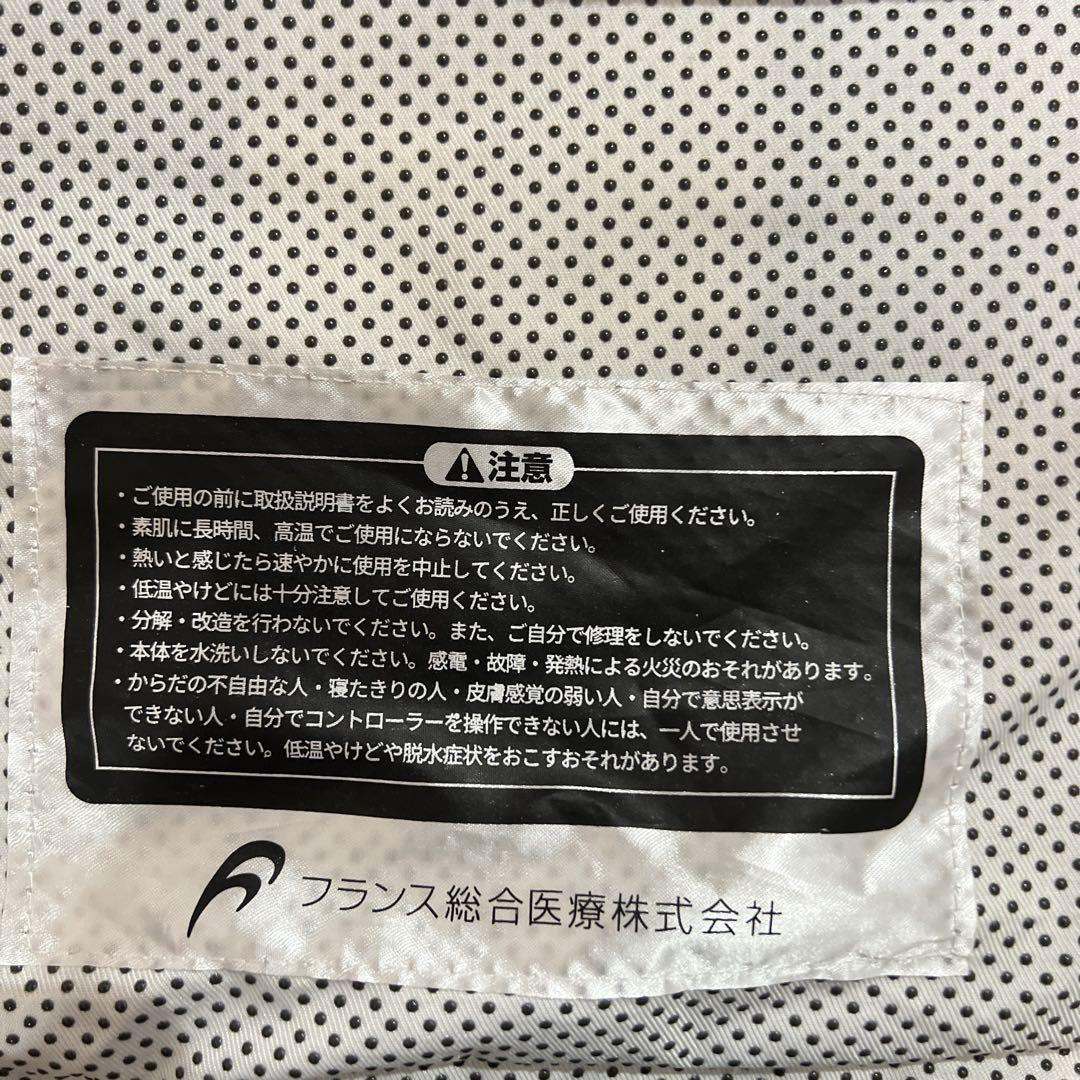 注意
・ご使用の前に取扱説明書をよくお読みのうえ、正しくご使用ください。
・素肌に長時間、高温でご使用にならないでください。
・熱いと感じたら速やかに使用を中止してください。
・低温やけどには十分注意してご使用ください。
・分解・改造を行わないでください。また、ご自分で修理をしないでください。
・本体を水洗いしないでください。感電・故障・発熱による火災のおそれがあります。
・からだの不自由な人・寝たきりの人・皮膚感覚の弱い人・自分で意思表示が
できない人・自分でコントローラーを操作できない人には、一人で使用させ
ないでください。低温やけどや脱水症状をおこすおそれがあります。
フランス総合医療株式会社